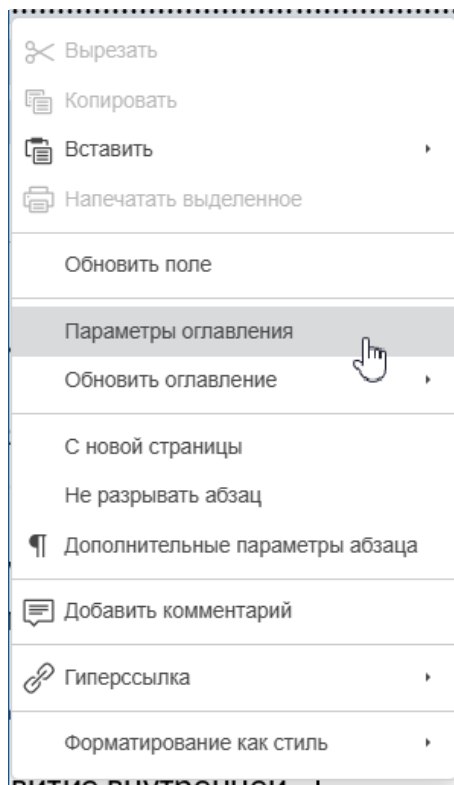 Вырезать
Копировать
Вставить
Напечатать выделенное
Обновить поле
Параметры оглавления
Обновить оглавление
С новой страницы
Не разрывать абзац
¶ Дополнительные параметры абзаца
Добавить комментарий
Гиперссылка
Форматирование как стиль